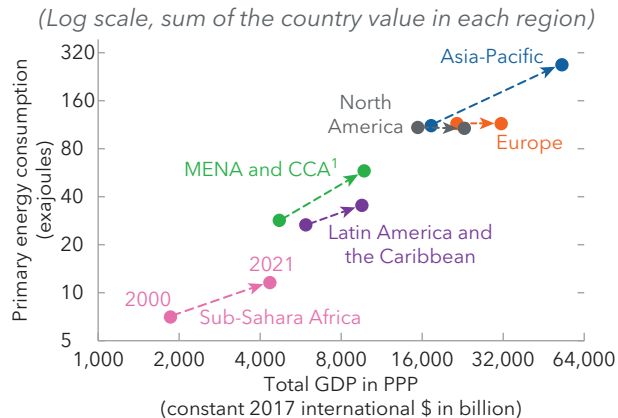 (Log scale, sum of the country value in each region)
Primary energy consumption
(exajoules)
320
160
80
40
20
10
5
Asia-Pacific
North
America
Europe
MENA and CCA1
Latin America and
the Caribbean
2021
2000
Sub-Sahara Africa
1,000 2,000 4,000 8,000 16,000 32,000 64,000
Total GDP in PPP
(constant 2017 international $ in billion)